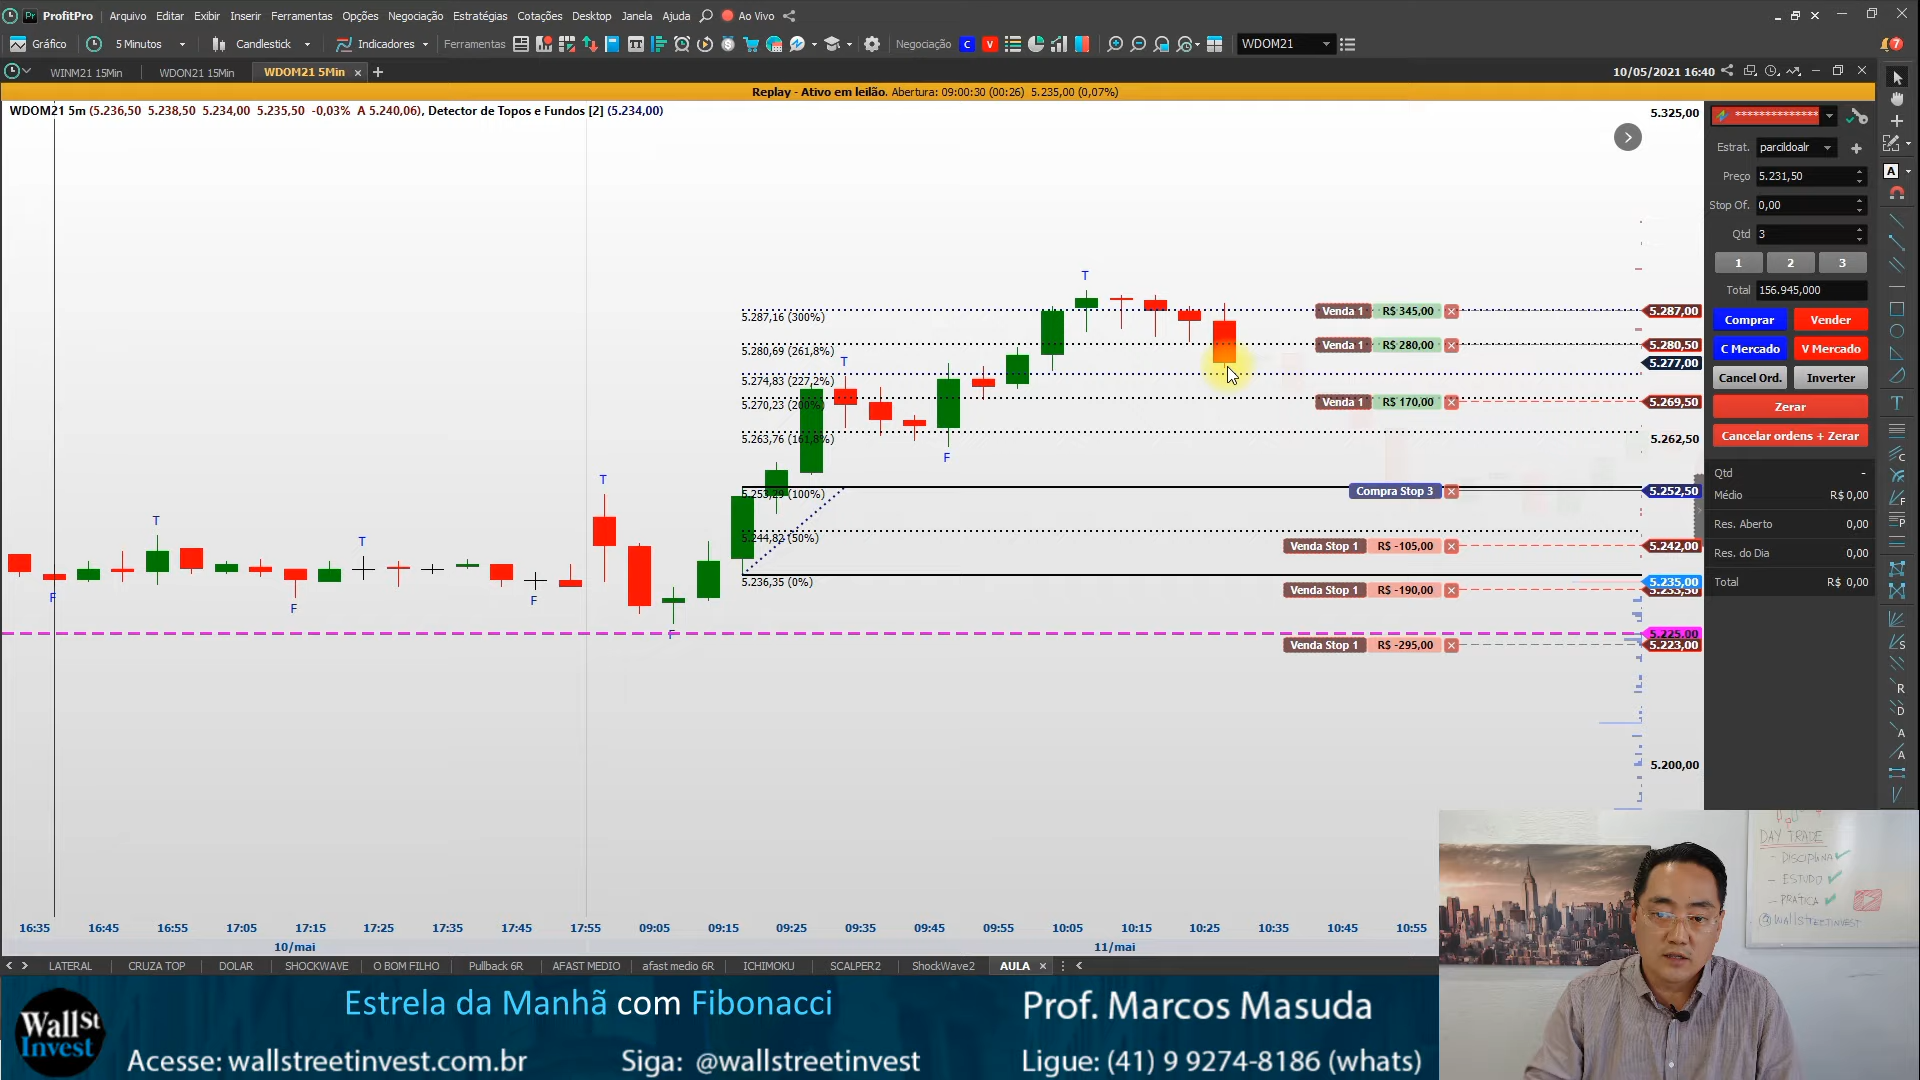 ProfitPro Arquivo Editar Exibir Inserir Ferramentas Opções Negociação Estratégias Cotações Desktop Janela Ajuda Ao Vivo
Gráfico 5 Minutos Candlestick Indicadores Ferramentas Negociação C V WDOM21 7
WINM21 15Min WDON21 15Min WDOM21 5Min 10/05/2021 16:40
Replay - Ativo em leilão. Abertura: 09:00:30 (00:26) 5.235,00 (0,07%)
WDOM21 5m (5.236,50 5.238,50 5.234,00 5.235,50 -0,03% A 5.240,06), Detector de Topos e Fundos [2] (5.234,00)
5.325,00
T
5.287,16 (300%)
Venda 1 R$ 345,00 5.287,00
5.280,69 (261,8%)
Venda 1 R$ 280,00 5.280,50
T
5.277,00
5.274,83 (227,2%)
5.270,23 (200%)
Venda 1 R$ 170,00 5.269,50
5.263,76 (161,8%)
5.262,50
F
T
5.253,29 (100%)
Compra Stop 3 5.252,50
T
T
5.244,82 (50%)
Venda Stop 1 R$ -105,00 5.242,00
5.236,35 (0%)
5.235,00
Venda Stop 1 R$ -190,00 5.233,50
F
F
F
F
5.225,00
Venda Stop 1 R$ -295,00 5.223,00
5.200,00
16:35 16:45 16:55 17:05 17:15 17:25 17:35 17:45 17:55 09:05 09:15 09:25 09:35 09:45 09:55 10:05 10:15 10:25 10:35 10:45 10:55
10/mai 11/mai
LATERAL CRUZA TOP DOLAR SHOCKWAVE O BOM FILHO Pullback 6R AFAST MEDIO afast medio 6R ICHIMOKU SCALPER2 ShockWave2 AULA
**************
Estrat. parcildoalr
Preço 5.231,50
Stop Of. 0,00
Qtd 3
1 2 3
Total 156.945,000
Comprar Vender
C Mercado V Mercado
Cancel Ord. Inverter
Zerar
Cancelar ordens + Zerar
Qtd -
Médio R$ 0,00
Res. Aberto 0,00
Res. do Dia 0,00
Total R$ 0,00
DAY TRADE
- DISCIPLINA
- ESTUDO
- PRÁTICA
@WALLSTREETINVEST
Wall St
Invest
Estrela da Manhã com Fibonacci
Prof. Marcos Masuda
Acesse: wallstreetinvest.com.br Siga: @wallstreetinvest Ligue: (41) 9 9274-8186 (whats)